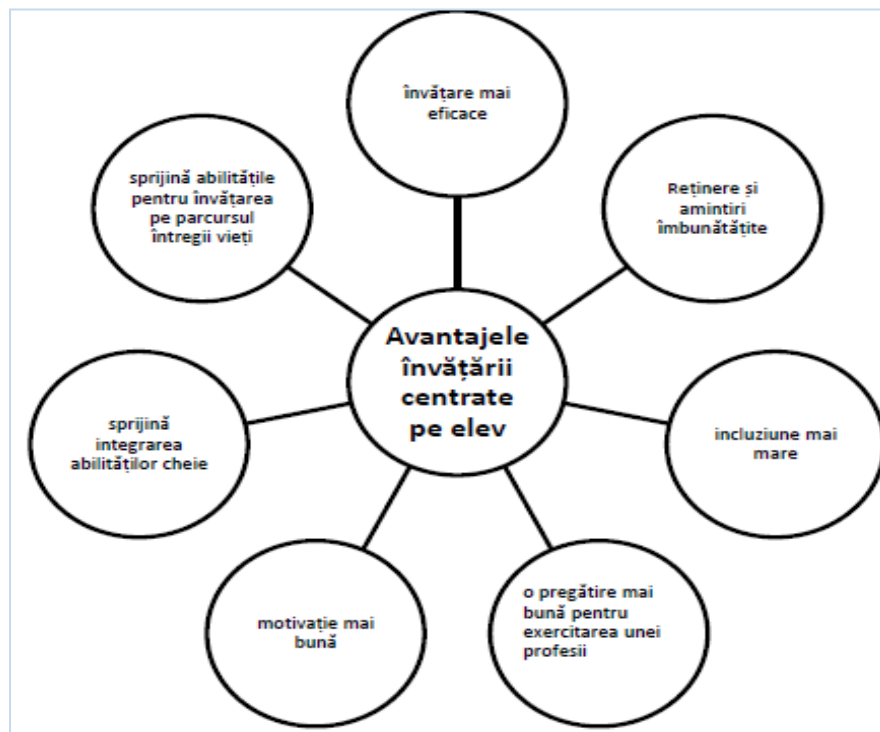 învățare mai
eficace
Reținere și
amintiri
îmbunătățite
incluziune mai
mare
o pregătire mai
bună pentru
exercitarea unei
profesii
motivație mai
bună
sprijină
integrarea
abilităților cheie
sprijină abilitățile
pentru învățarea
pe parcursul
întregii vieți
Avantajele
învățării
centrate
pe elev